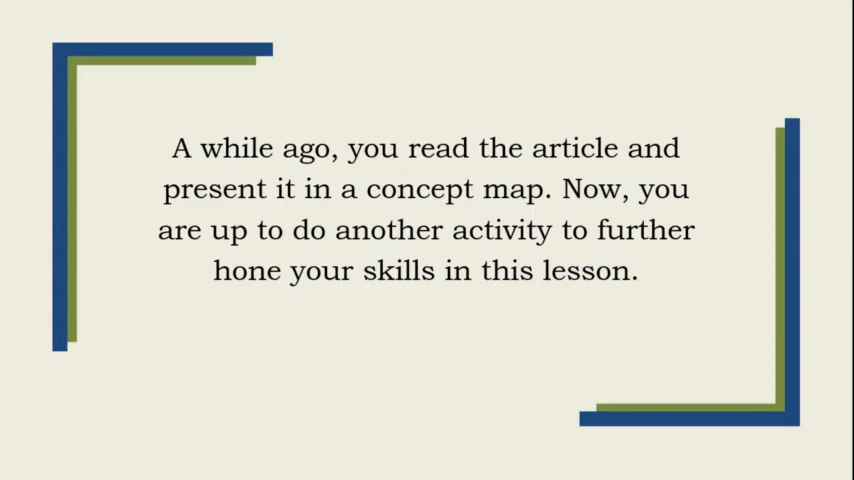 A while ago, you read the article and
present it in a concept map. Now, you
are up to do another activity to further
hone your skills in this lesson.